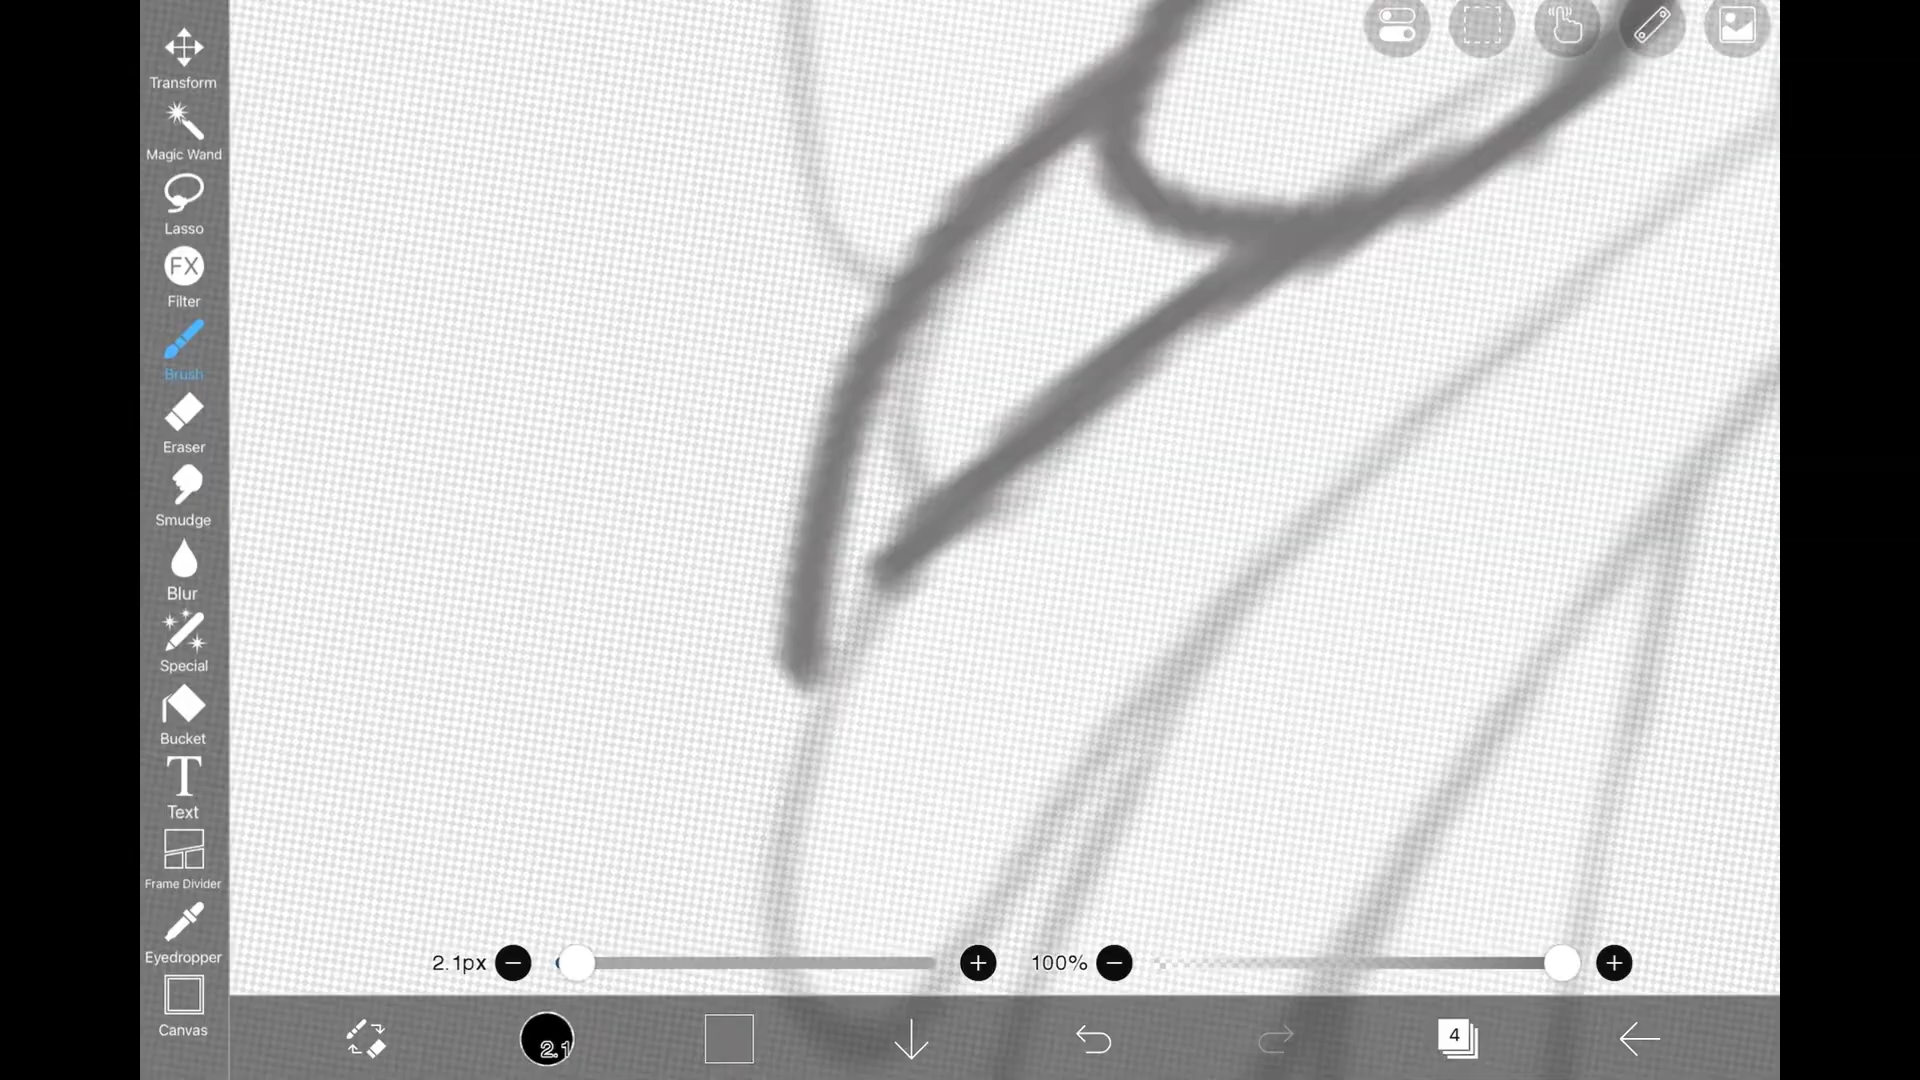 Transform
Magic Wand
Lasso
FX
Filter
Brush
Eraser
Smudge
Blur
Special
Bucket
T
Text
Frame Divider
Eyedropper
Canvas
2.1px
100%
2.1
4